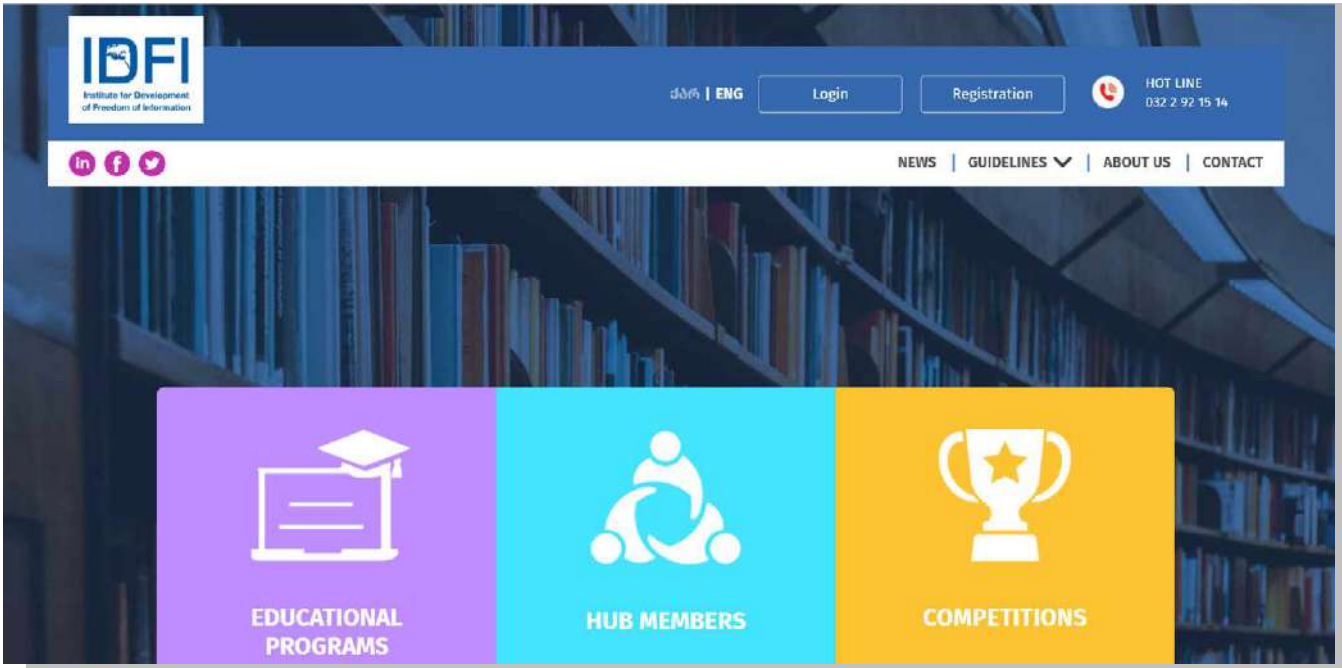 IDFI
Institute for Development
of Freedom of Information
ქარ | ENG
Login
Registration
HOT LINE
032 2 92 15 14
in f
NEWS | GUIDELINES | ABOUT US | CONTACT
EDUCATIONAL
PROGRAMS
HUB MEMBERS
COMPETITIONS